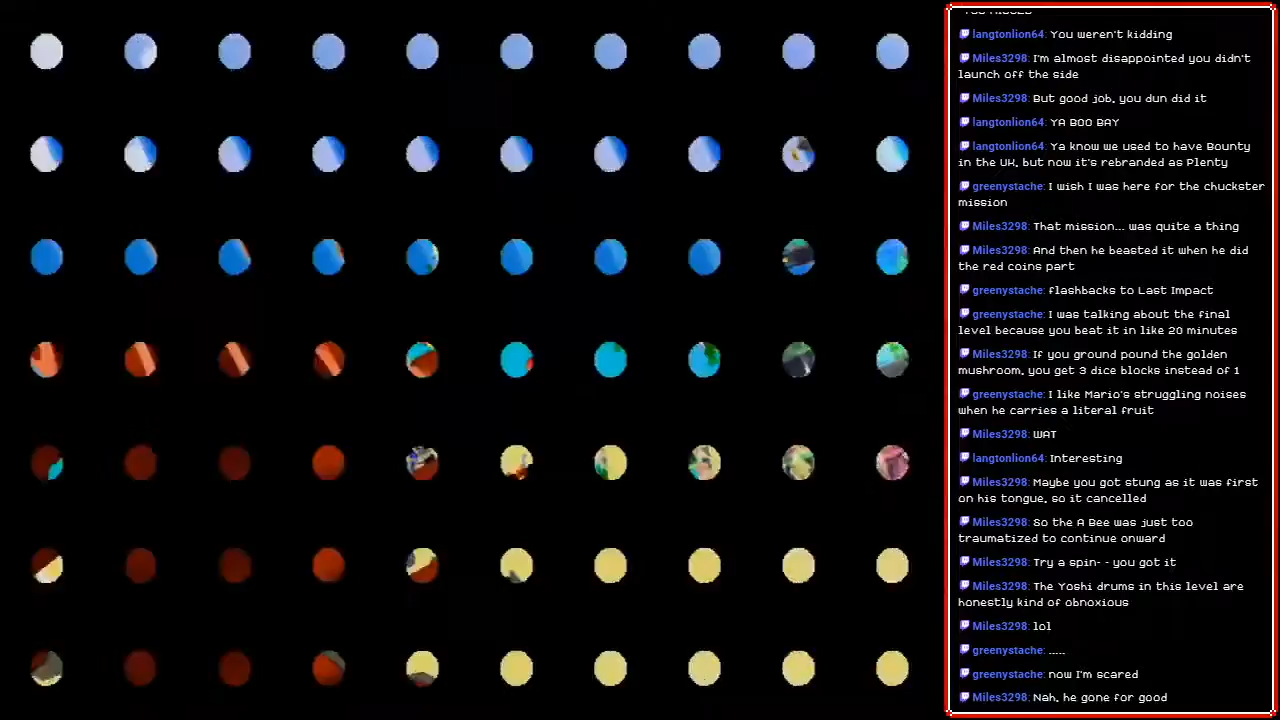 langtonlion64: You weren't kidding
Miles3298: I'm almost disappointed you didn't
launch off the side
Miles3298: But good job, you dun did it
langtonlion64: YA BOO BAY
langtonlion64: Ya know we used to have Bounty
in the UK, but now it's rebranded as Plenty
greenystache: I wish I was here for the chuckster
mission
Miles3298: That mission... was quite a thing
Miles3298: And then he beasted it when he did
the red coins part
greenystache: flashbacks to Last Impact
greenystache: I was talking about the final
level because you beat it in like 20 minutes
Miles3298: If you ground pound the golden
mushroom, you get 3 dice blocks instead of 1
greenystache: I like Mario's struggling noises
when he carries a literal fruit
Miles3298: WAT
langtonlion64: Interesting
Miles3298: Maybe you got stung as it was first
on his tongue, so it cancelled
Miles3298: So the A Bee was just too
traumatized to continue onward
Miles3298: Try a spin- - you got it
Miles3298: The Yoshi drums in this level are
honestly kind of obnoxious
Miles3298: lol
greenystache: .....
greenystache: now I'm scared
Miles3298: Nah, he gone for good